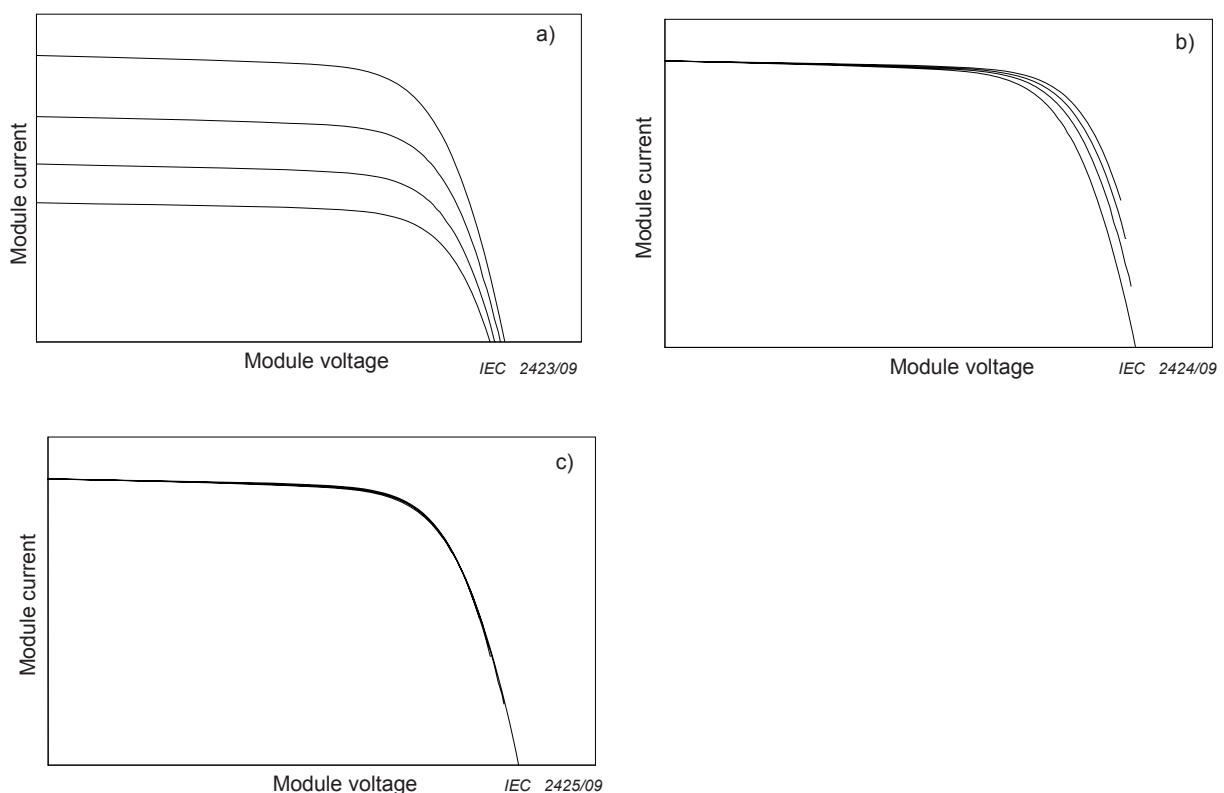 a)
Module current
Module voltage
IEC 2423/09
b)
Module current
Module voltage
IEC 2424/09
c)
Module current
Module voltage
IEC 2425/09